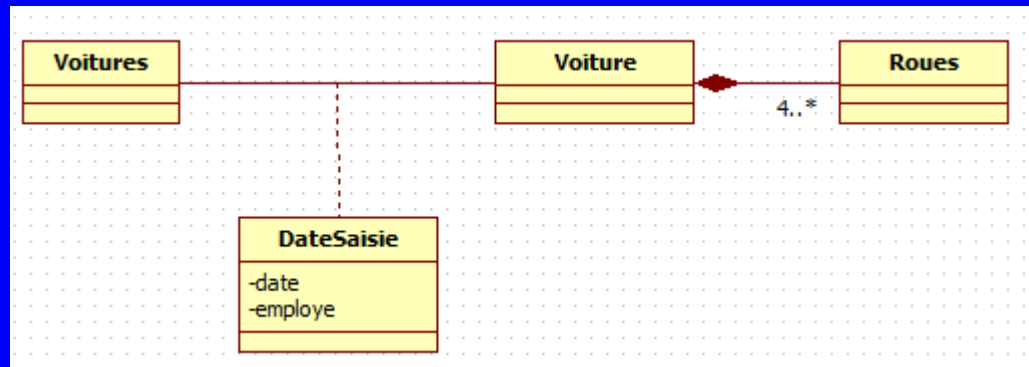 Voitures
Voiture
Roues
4..*
DateSaisie
-date
-employe